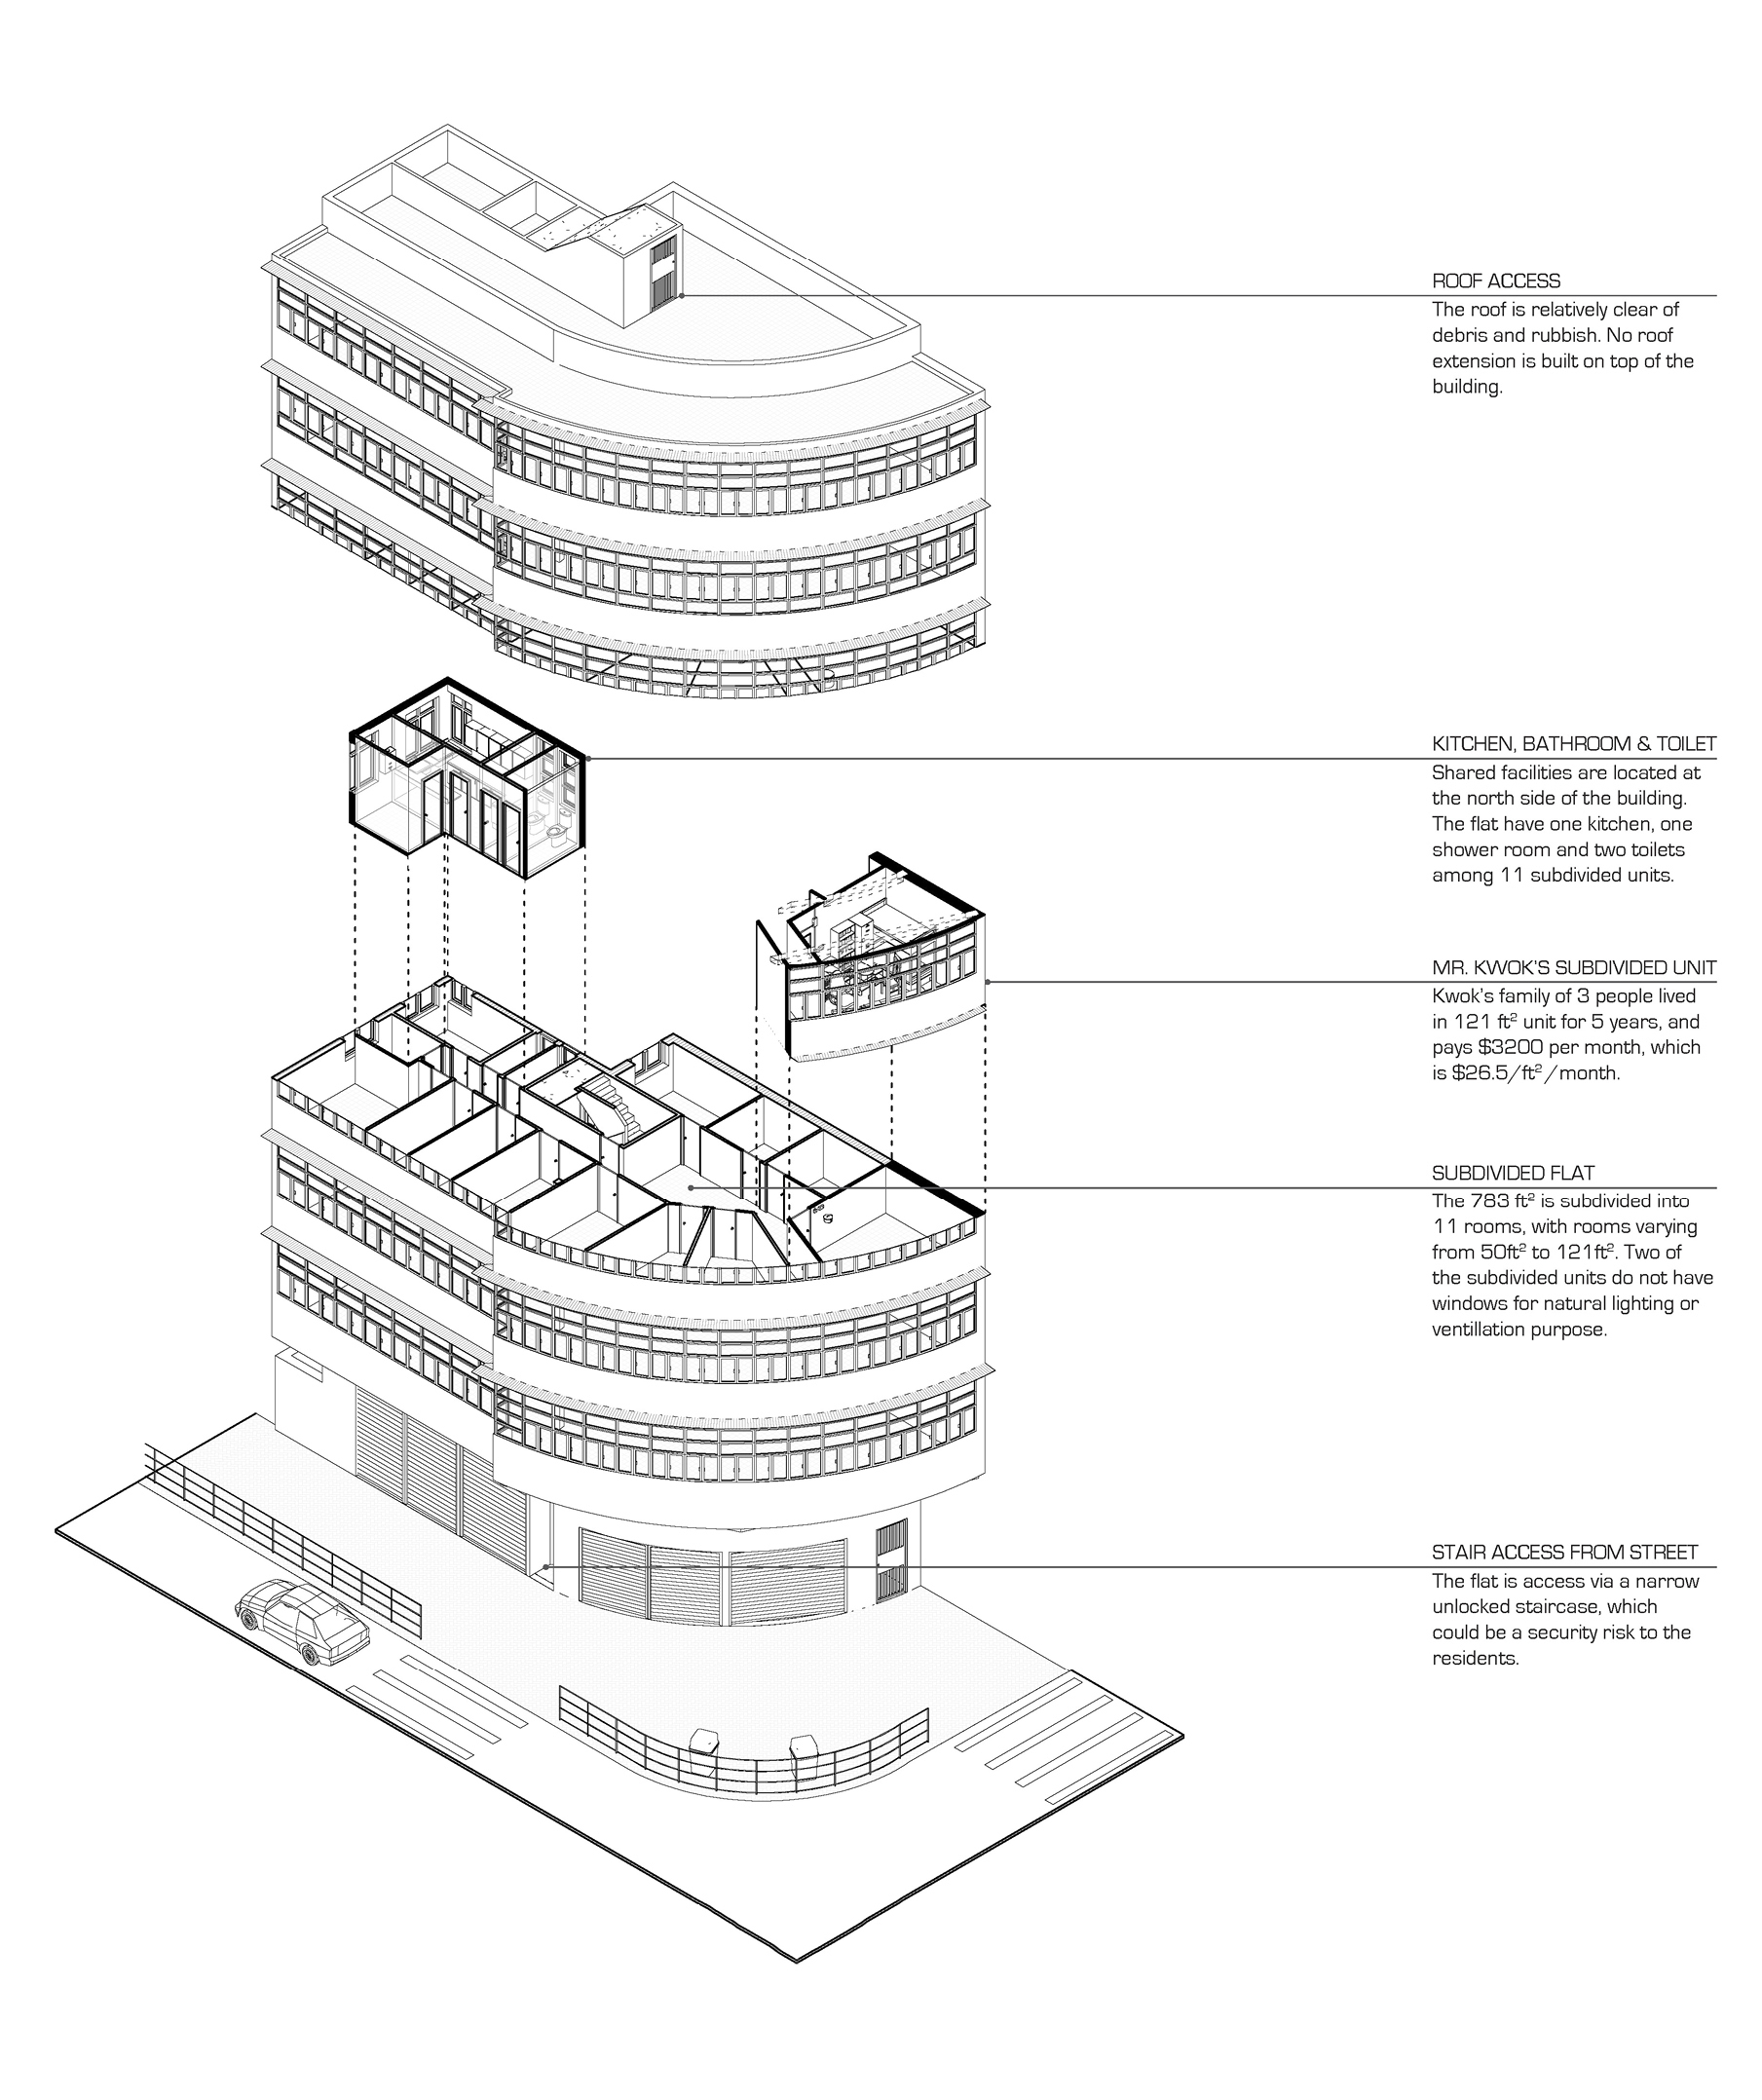 ROOF ACCESS
The roof is relatively clear of
debris and rubbish. No roof
extension is built on top of the
building.
KITCHEN, BATHROOM & TOILET
Shared facilities are located at
the north side of the building.
The flat have one kitchen, one
shower room and two toilets
among 11 subdivided units.
MR. KWOK'S SUBDIVIDED UNIT
Kwok's family of 3 people lived
in 121 ft² unit for 5 years, and
pays $3200 per month, which
is $26.5/ft²/month.
SUBDIVIDED FLAT
The 783 ft² is subdivided into
11 rooms, with rooms varying
from 50ft² to 121ft². Two of
the subdivided units do not have
windows for natural lighting or
ventillation purpose.
STAIR ACCESS FROM STREET
The flat is access via a narrow
unlocked staircase, which
could be a security risk to the
residents.